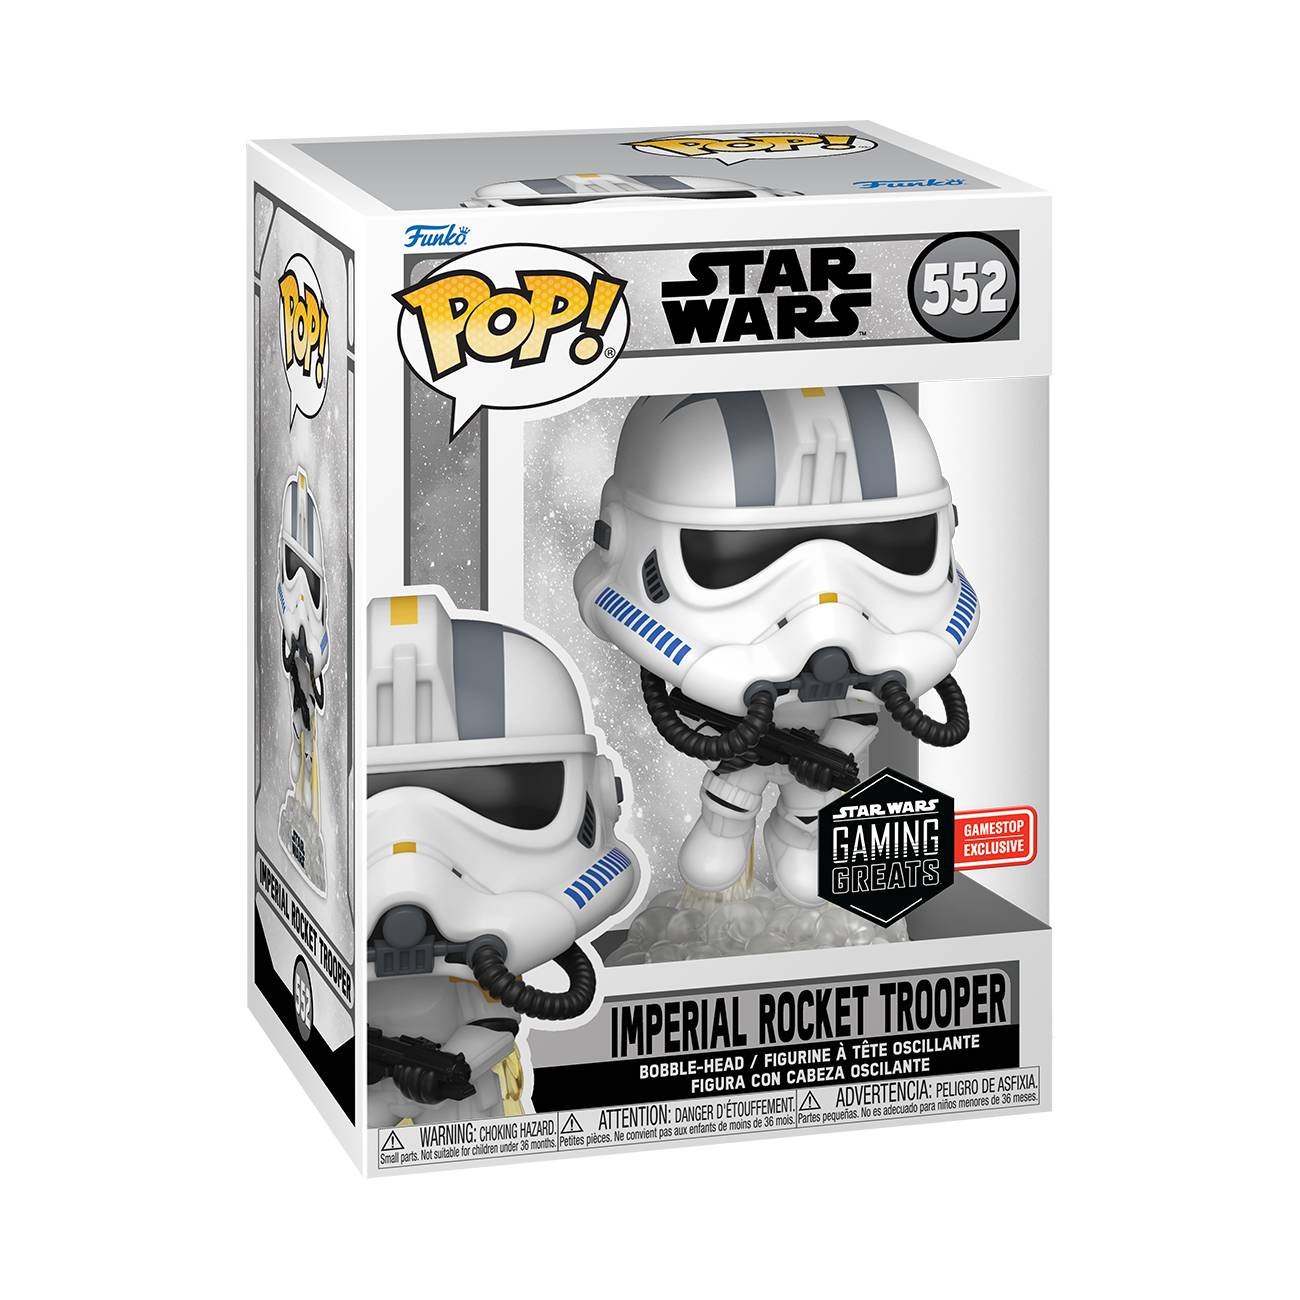 POP!
Funko
Funko
POP!®
STAR
WARS™
552
POP!
STAR WARS
GAMING
GREATS
GAMESTOP
EXCLUSIVE
STAR
WARS
IMPERIAL ROCKET TROOPER
552
IMPERIAL ROCKET TROOPER
BOBBLE-HEAD / FIGURINE À TÊTE OSCILLANTE
FIGURA CON CABEZA OSCILANTE
⚠ WARNING: CHOKING HAZARD.
Small parts. Not suitable for children under 36 months.
⚠ ATTENTION: DANGER D'ÉTOUFFEMENT.
Petites pièces. Ne convient pas aux enfants de moins de 36 mois.
⚠ ADVERTENCIA: PELIGRO DE ASFIXIA.
Partes pequeñas. No es adecuado para niños menores de 36 meses.